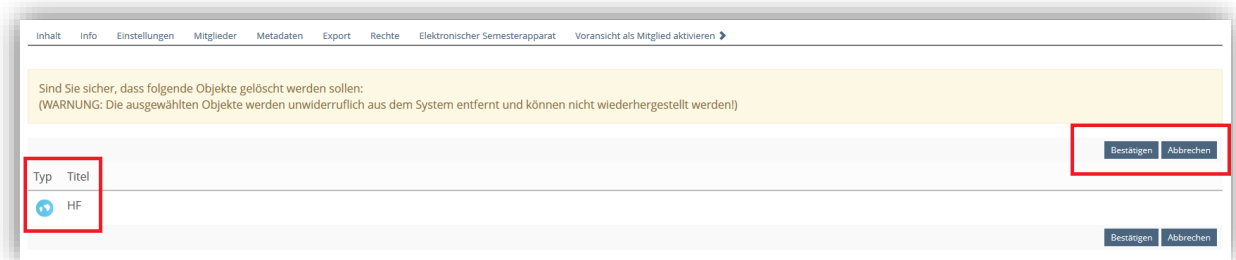 Inhalt Info Einstellungen Mitglieder Metadaten Export Rechte Elektronischer Semesterapparat Voransicht als Mitglied aktivieren
Sind Sie sicher, dass folgende Objekte gelöscht werden sollen:
(WARNUNG: Die ausgewählten Objekte werden unwiderruflich aus dem System entfernt und können nicht wiederhergestellt werden!)
Bestätigen Abbrechen
Typ Titel
HF
Bestätigen Abbrechen